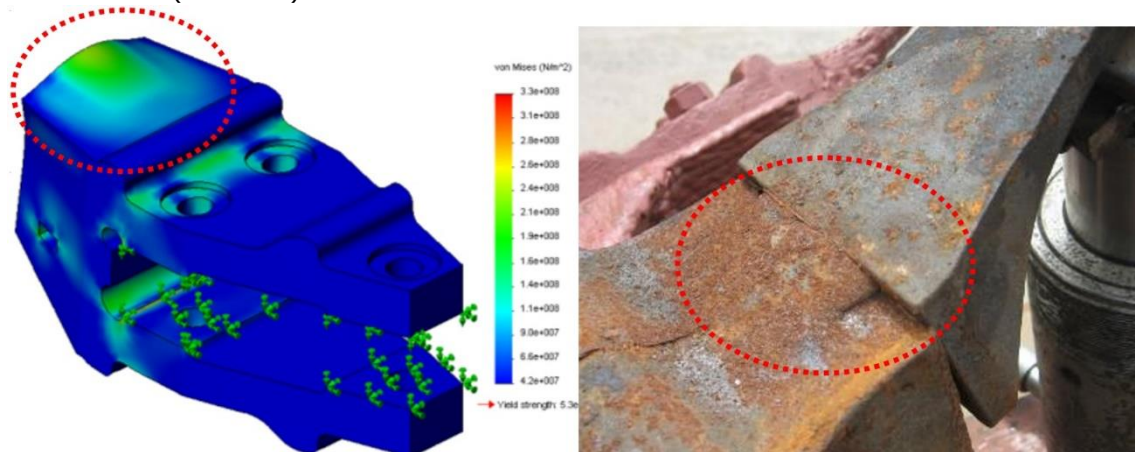 von Mises (N/m^2)
3.3e+008
3.1e+008
2.8e+008
2.6e+008
2.4e+008
2.1e+008
1.9e+008
1.6e+008
1.4e+008
1.1e+008
9.0e+007
6.6e+007
4.2e+007
Yield strength: 5.3e